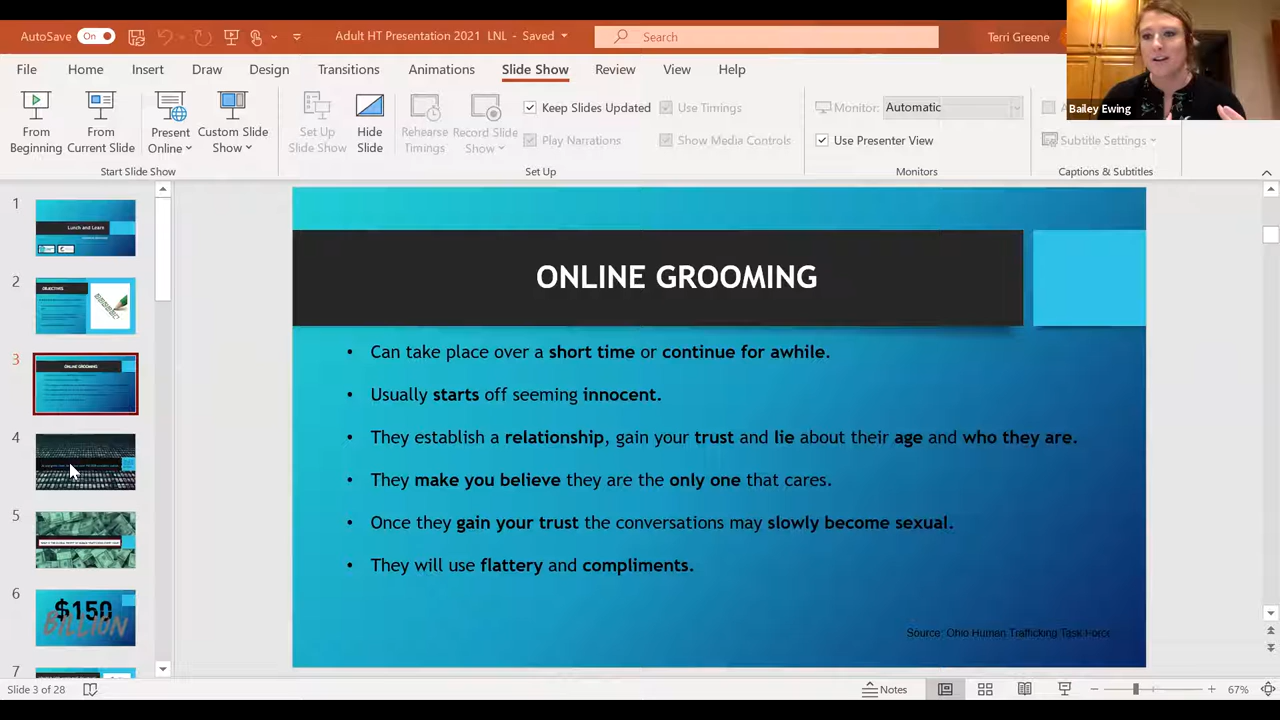 AutoSave On
Adult HT Presentation 2021 LNL - Saved
Search
Terri Greene
File Home Insert Draw Design Transitions Animations Slide Show Review View Help
Bailey Ewing
From Beginning
From Current Slide
Present Online
Custom Slide Show
Start Slide Show
Set Up Slide Show
Hide Slide
Rehearse Timings
Record Slide Show
Keep Slides Updated
Play Narrations
Use Timings
Show Media Controls
Set Up
Monitor: Automatic
Use Presenter View
Monitors
Subtitle Settings
Captions & Subtitles
1
Lunch and Learn
2
OBJECTIVES
3
ONLINE GROOMING
4
5
6
$150
BILLION
7
ONLINE GROOMING
• Can take place over a short time or continue for awhile.
• Usually starts off seeming innocent.
• They establish a relationship, gain your trust and lie about their age and who they are.
• They make you believe they are the only one that cares.
• Once they gain your trust the conversations may slowly become sexual.
• They will use flattery and compliments.
Source: Ohio Human Trafficking Task Force
Slide 3 of 28
Notes
67%